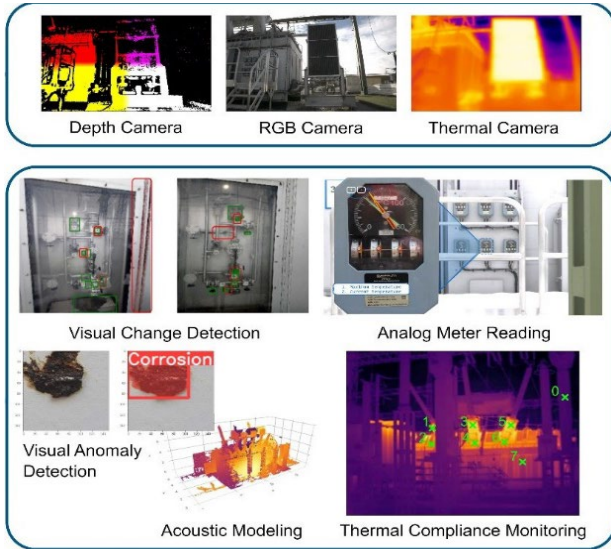 Depth Camera
RGB Camera
Thermal Camera
Visual Change Detection
Analog Meter Reading
Corrosion
Visual Anomaly
Detection
Acoustic Modeling
0
1
3
5
7
Thermal Compliance Monitoring